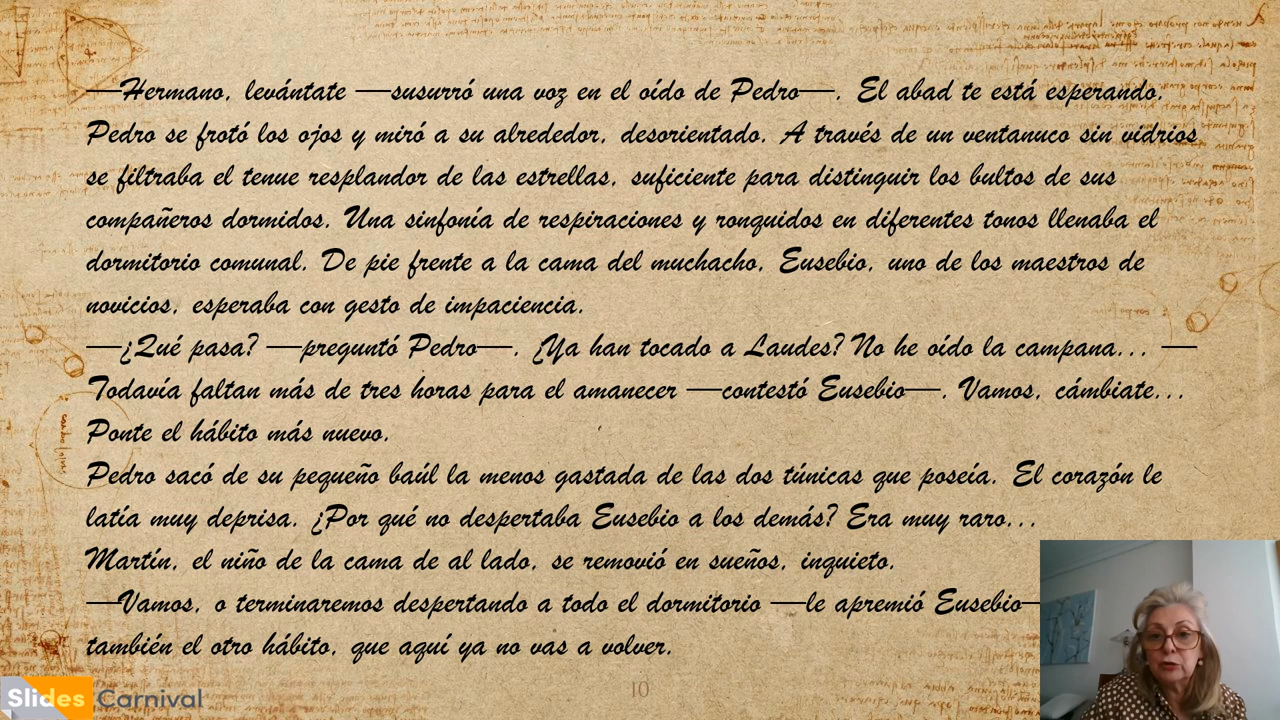 —Hermano, levántate —susurró una voz en el oído de Pedro—. El abad te está esperando.
Pedro se frotó los ojos y miró a su alrededor, desorientado. A través de un ventanuco sin vidrios
se filtraba el tenue resplandor de las estrellas, suficiente para distinguir los bultos de sus
compañeros dormidos. Una sinfonía de respiraciones y ronquidos en diferentes tonos llenaba el
dormitorio comunal. De pie frente a la cama del muchacho, Eusebio, uno de los maestros de
novicios, esperaba con gesto de impaciencia.
—¿Qué pasa? —preguntó Pedro—. ¿Ya han tocado a Laudes? No he oído la campana... —
Todavía faltan más de tres horas para el amanecer —contestó Eusebio—. Vamos, cámbiate...
Ponte el hábito más nuevo.
Pedro sacó de su pequeño baúl la menos gastada de las dos túnicas que poseía. El corazón le
latía muy deprisa. ¿Por qué no despertaba Eusebio a los demás? Era muy raro...
Martín, el niño de la cama de al lado, se removió en sueños, inquieto.
—Vamos, o terminaremos despertando a todo el dormitorio —le apremió Eusebio—
también el otro hábito, que aquí ya no vas a volver.
10
Slides Carnival